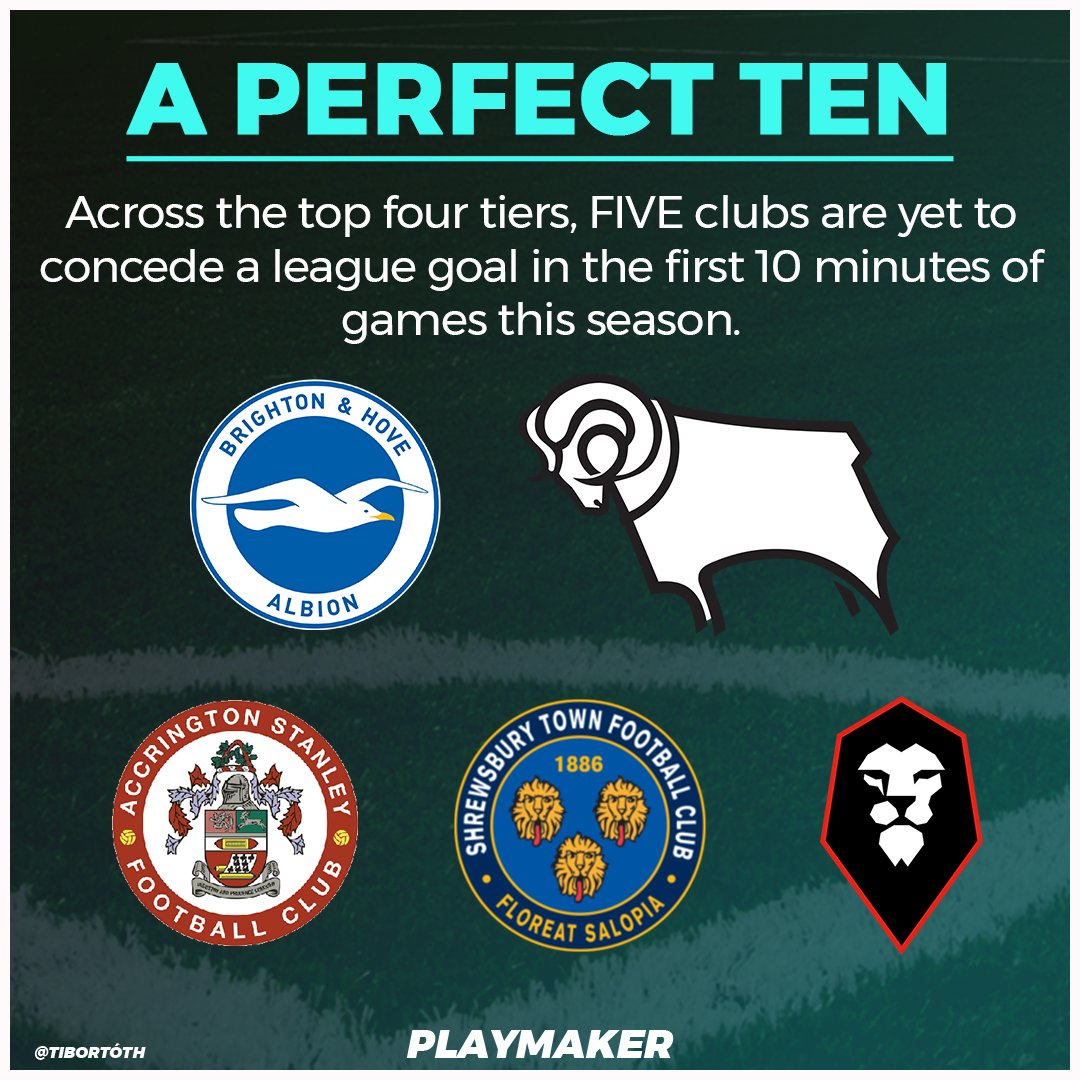 A PERFECT TEN
Across the top four tiers, FIVE clubs are yet to
concede a league goal in the first 10 minutes of
games this season.
BRIGHTON & HOVE
ALBION
ACCRINGTON STANLEY
FOOTBALL CLUB
SHREWSBURY TOWN FOOTBALL CLUB
1886
FLOREAT SALOPIA
@TIBORTÓTH
PLAYMAKER